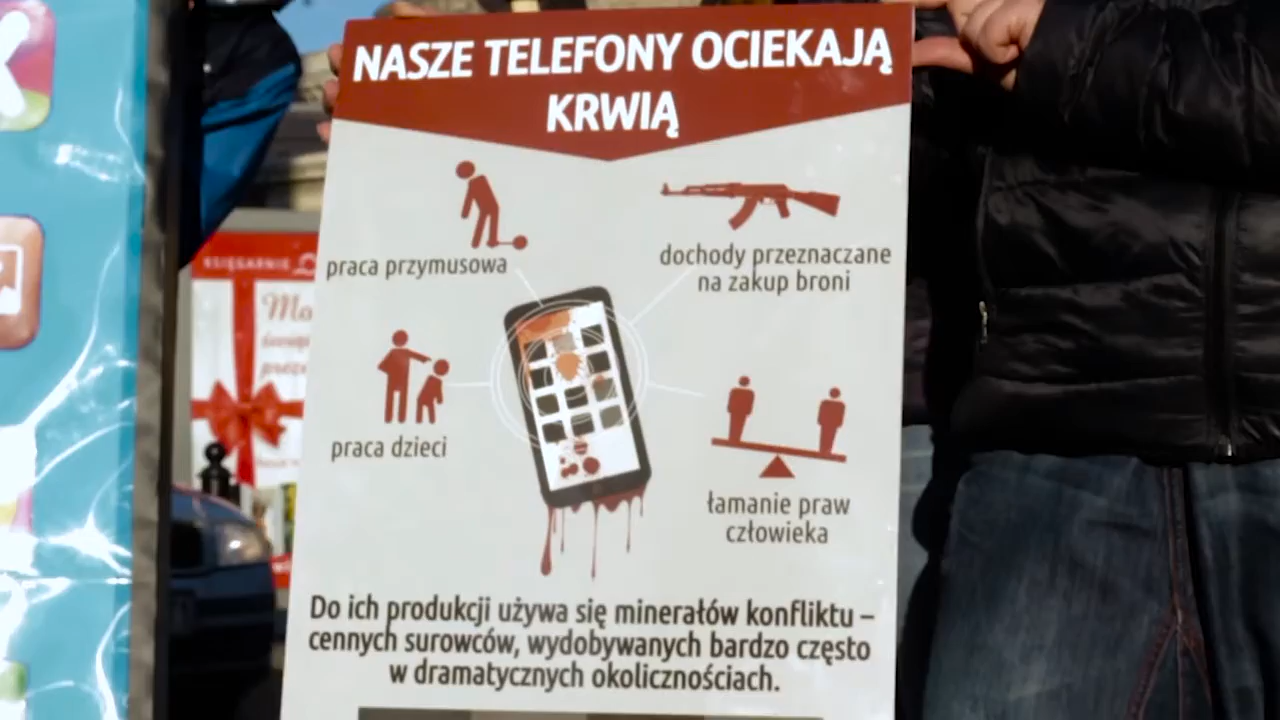 NASZE TELEFONY OCIEKAJĄ
KRWIĄ
praca przymusowa
dochody przeznaczane
na zakup broni
praca dzieci
łamanie praw
człowieka
Do ich produkcji używa się minerałów konfliktu –
cennych surowców, wydobywanych bardzo często
w dramatycznych okolicznościach.
KSIĘGARNIE